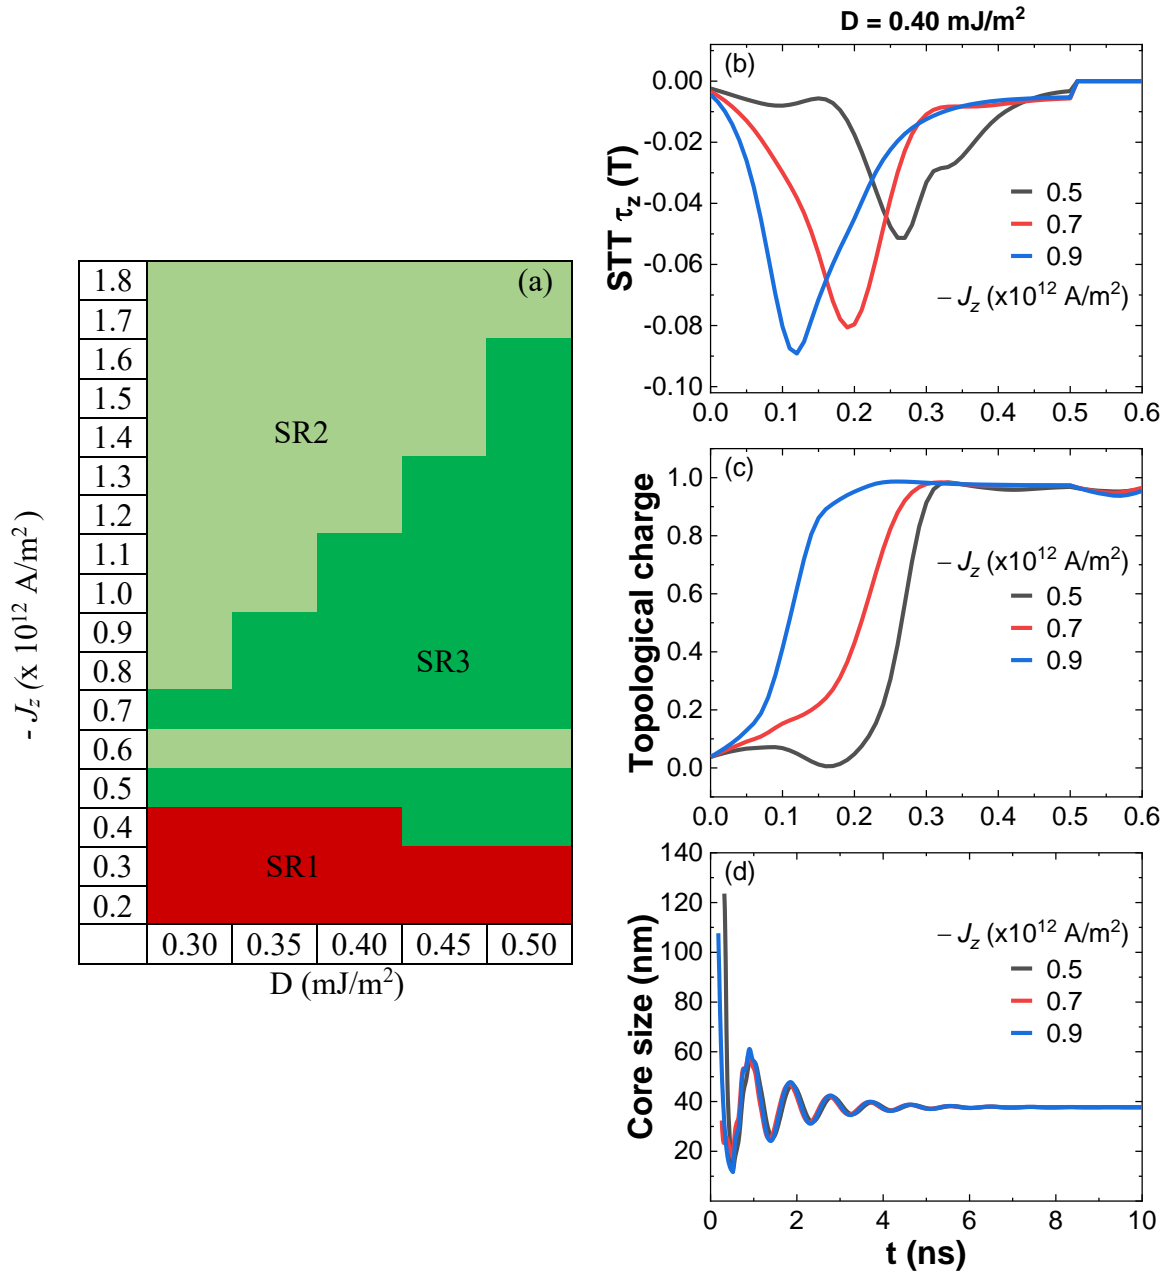 (a)
1.8
1.7
1.6
1.5
1.4
1.3
1.2
1.1
1.0
0.9
0.8
0.7
0.6
0.5
0.4
0.3
0.2
SR2
SR3
SR1
0.30 0.35 0.40 0.45 0.50
D (mJ/m²)
- J_z (x 10¹² A/m²)
D = 0.40 mJ/m²
(b)
0.00
-0.02
-0.04
-0.06
-0.08
-0.10
STT τ_z (T)
0.5
0.7
0.9
– J_z (x10¹² A/m²)
0.0 0.1 0.2 0.3 0.4 0.5 0.6
(c)
1.0
0.8
0.6
0.4
0.2
0.0
Topological charge
– J_z (x10¹² A/m²)
0.5
0.7
0.9
0.0 0.1 0.2 0.3 0.4 0.5 0.6
(d)
140
120
100
80
60
40
20
Core size (nm)
– J_z (x10¹² A/m²)
0.5
0.7
0.9
0 2 4 6 8 10
t (ns)